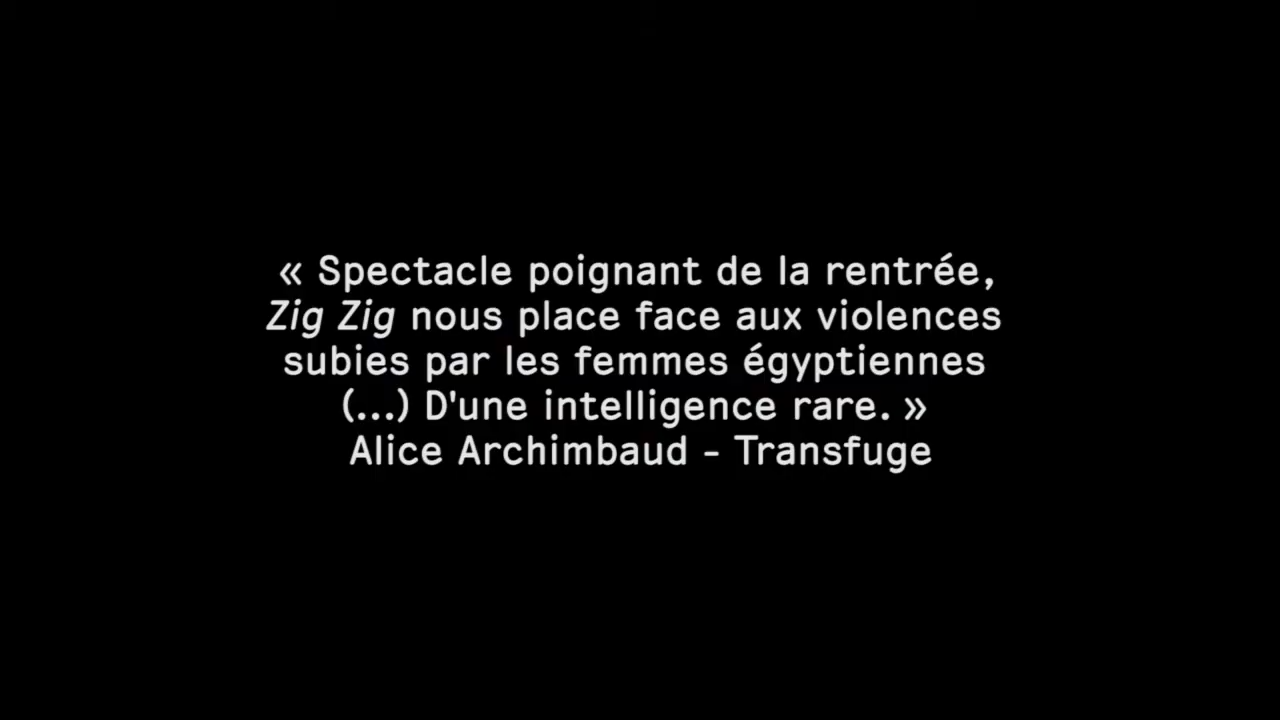 « Spectacle poignant de la rentrée,
Zig Zig nous place face aux violences
subies par les femmes égyptiennes
(...) D'une intelligence rare. »
Alice Archimbaud - Transfuge